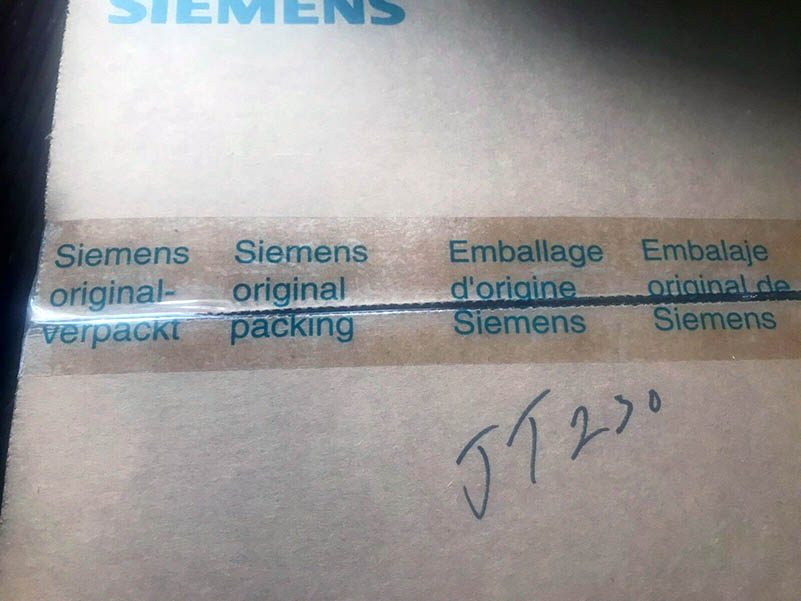 SIEMENS
Siemens
original-
verpackt
Siemens
original
packing
Emballage
d'origine
Siemens
Embalaje
original de
Siemens
JT230